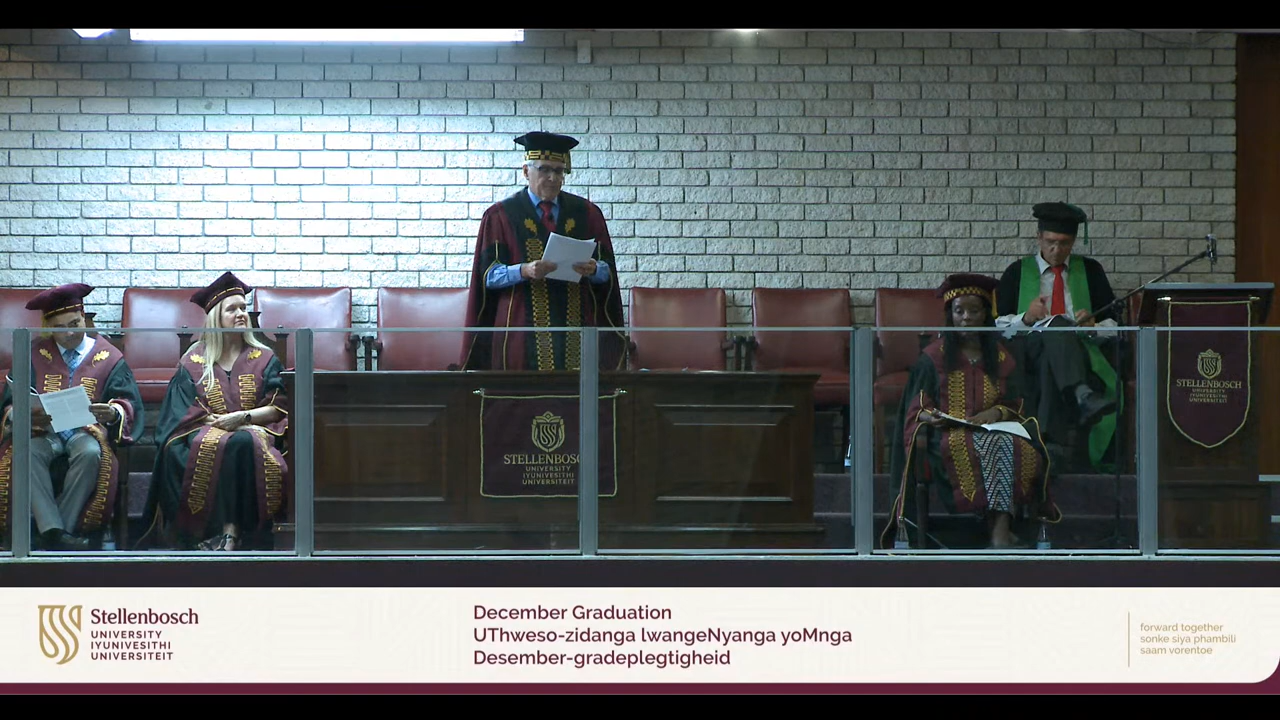 STELLENBOSC
UNIVERSITY
IYUNIVESITHI
UNIVERSITEIT
STELLENBOSCH
UNIVERSITY
IYUNIVESITHI
UNIVERSITEIT
Stellenbosch
UNIVERSITY
IYUNIVESITHI
UNIVERSITEIT
December Graduation
UThweso-zidanga lwangeNyanga yoMnga
Desember-gradeplegtigheid
forward together
sonke siya phambili
saam vorentoe